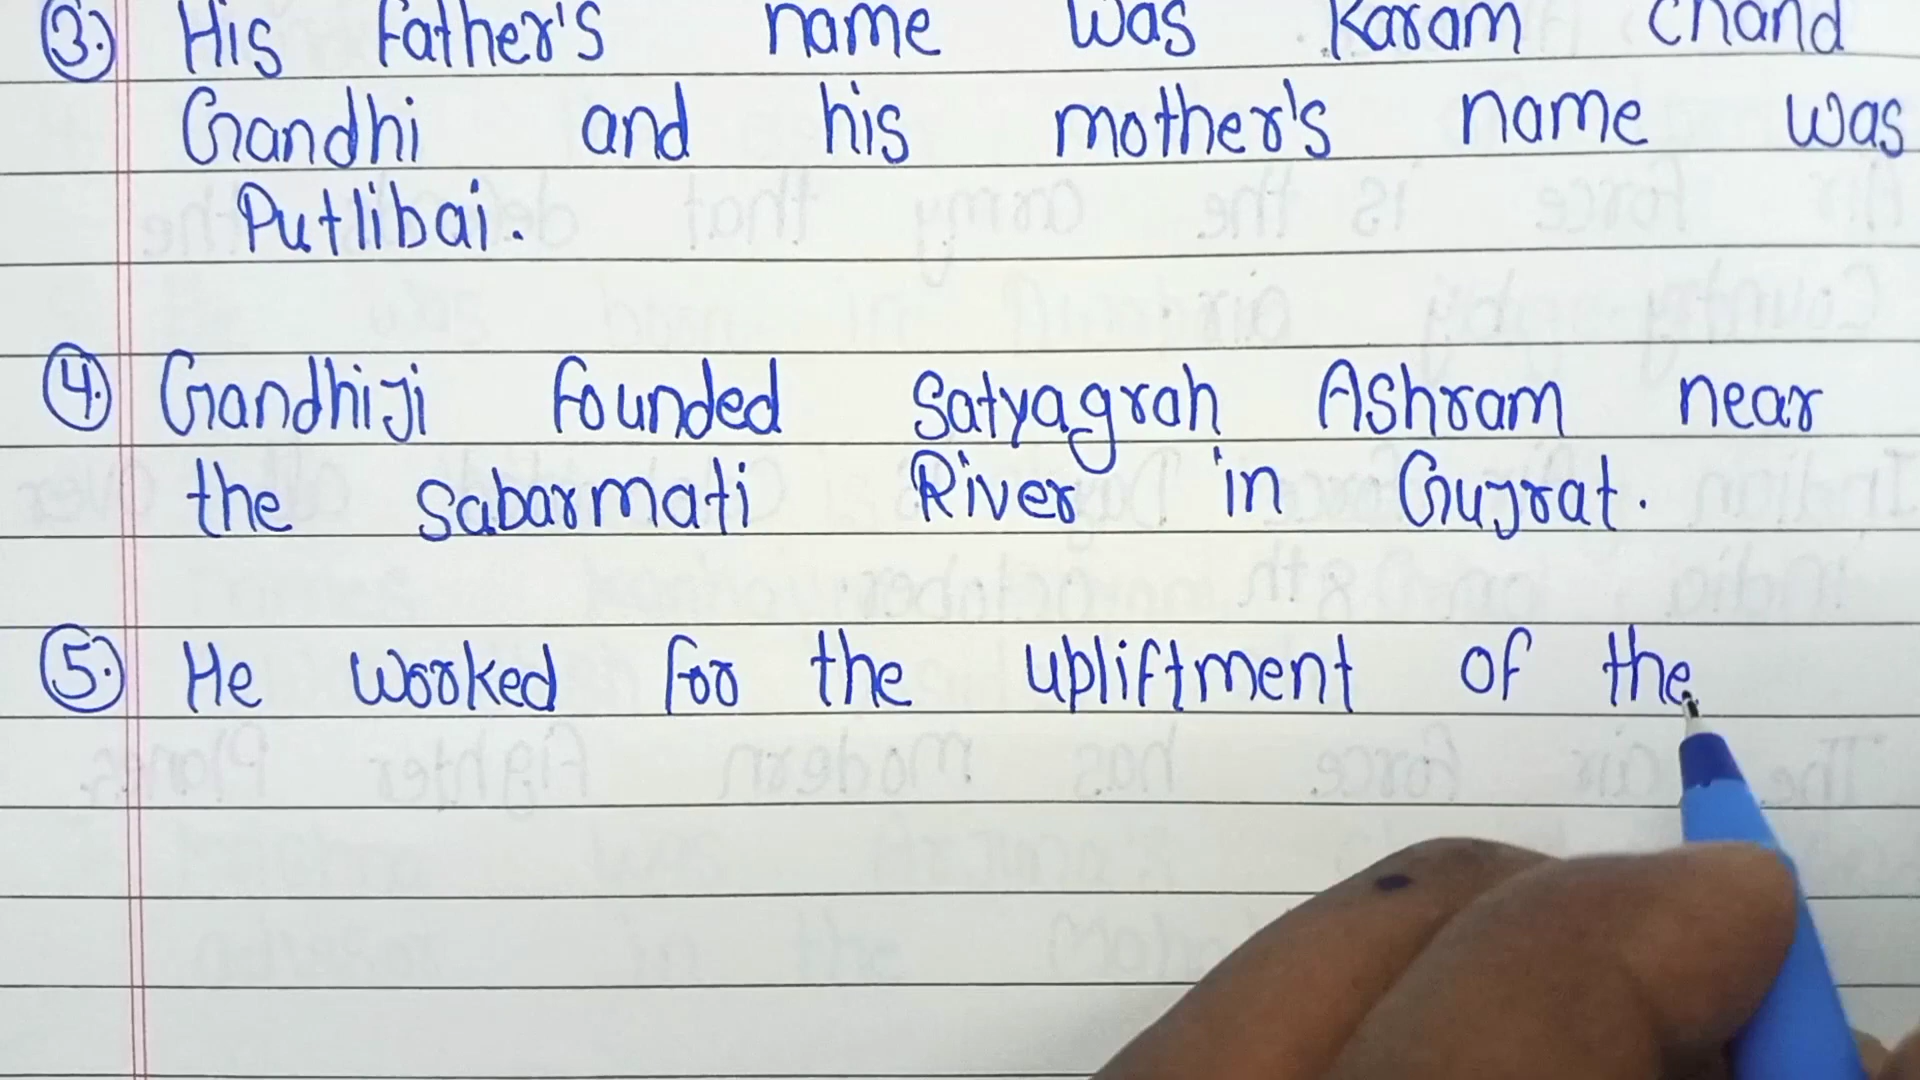 3. His Father's name was Karam Chand
Gandhi and his mother's name was
Putlibai.
4. Gandhiji founded Satyagrah Ashram near
the Sabarmati River in Gujrat.
5. He worked for the upliftment of the